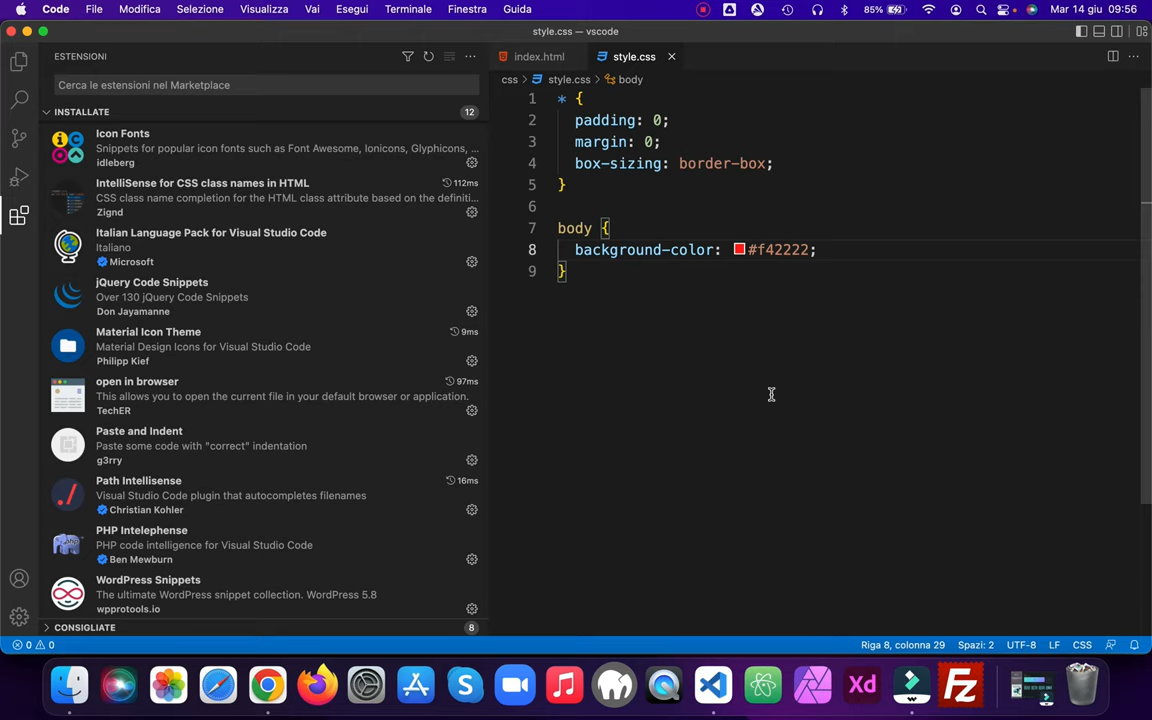 Code File Modifica Selezione Visualizza Vai Esegui Terminale Finestra Guida 85% Mar 14 giu 09:56
style.css — vscode
ESTENSIONI
index.html
style.css
Cerca le estensioni nel Marketplace
css > style.css > body
INSTALLATE 12
Icon Fonts
Snippets for popular icon fonts such as Font Awesome, Ionicons, Glyphicons, ...
idleberg
IntelliSense for CSS class names in HTML 112ms
CSS class name completion for the HTML class attribute based on the definiti...
Zignd
Italian Language Pack for Visual Studio Code
Italiano
Microsoft
jQuery Code Snippets
Over 130 jQuery Code Snippets
Don Jayamanne
Material Icon Theme 9ms
Material Design Icons for Visual Studio Code
Philipp Kief
open in browser 97ms
This allows you to open the current file in your default browser or application.
TechER
Paste and Indent
Paste some code with "correct" indentation
g3rry
Path Intellisense 16ms
Visual Studio Code plugin that autocompletes filenames
Christian Kohler
PHP Intelephense
PHP code intelligence for Visual Studio Code
Ben Mewburn
WordPress Snippets
The ultimate WordPress snippet collection. WordPress 5.8
wpprotools.io
CONSIGLIATE 8
1 * {
2 padding: 0;
3 margin: 0;
4 box-sizing: border-box;
5 }
6
7 body {
8 background-color: #f42222;
9 }
0 0 Riga 8, colonna 29 Spazi: 2 UTF-8 LF CSS
Xd
Fz